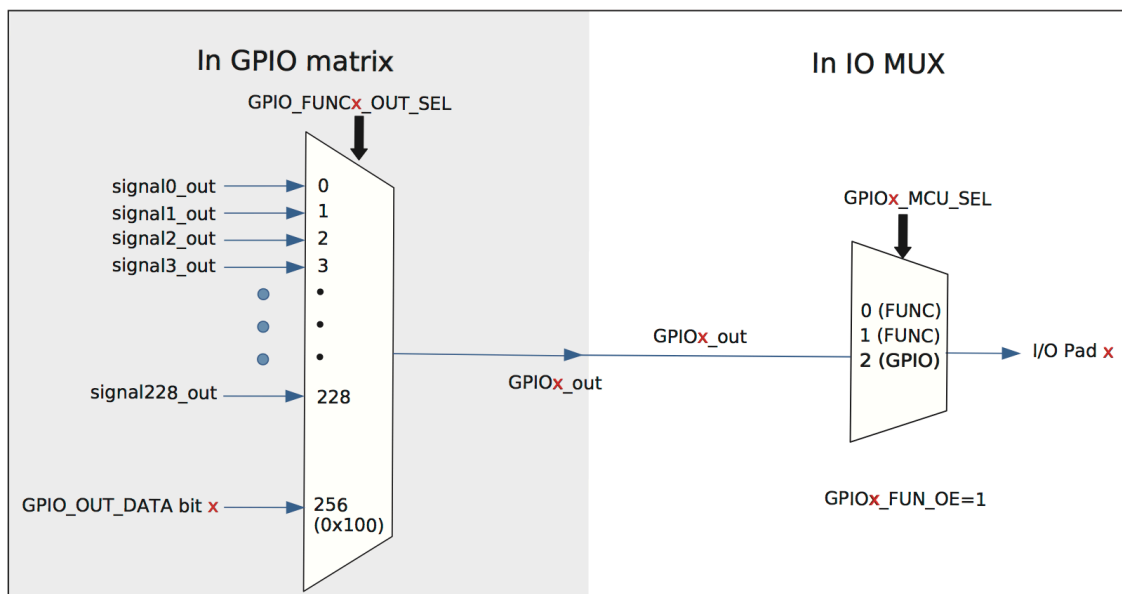 In GPIO matrix
GPIO_FUNCx_OUT_SEL
signal0_out
0
signal1_out
1
signal2_out
2
signal3_out
3
signal228_out
228
GPIO_OUT_DATA bit x
256
(0x100)
GPIOx_out
In IO MUX
GPIOx_MCU_SEL
GPIOx_out
0 (FUNC)
1 (FUNC)
2 (GPIO)
I/O Pad x
GPIOx_FUN_OE=1